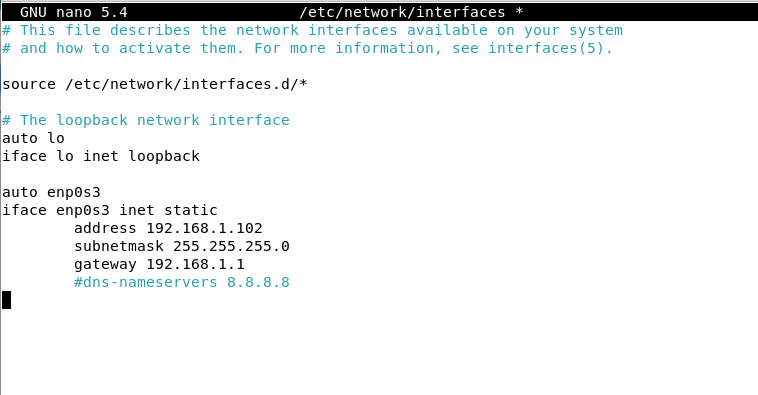 GNU nano 5.4 /etc/network/interfaces *
# This file describes the network interfaces available on your system
# and how to activate them. For more information, see interfaces(5).
source /etc/network/interfaces.d/*
# The loopback network interface
auto lo
iface lo inet loopback
auto enp0s3
iface enp0s3 inet static
address 192.168.1.102
subnetmask 255.255.255.0
gateway 192.168.1.1
#dns-nameservers 8.8.8.8